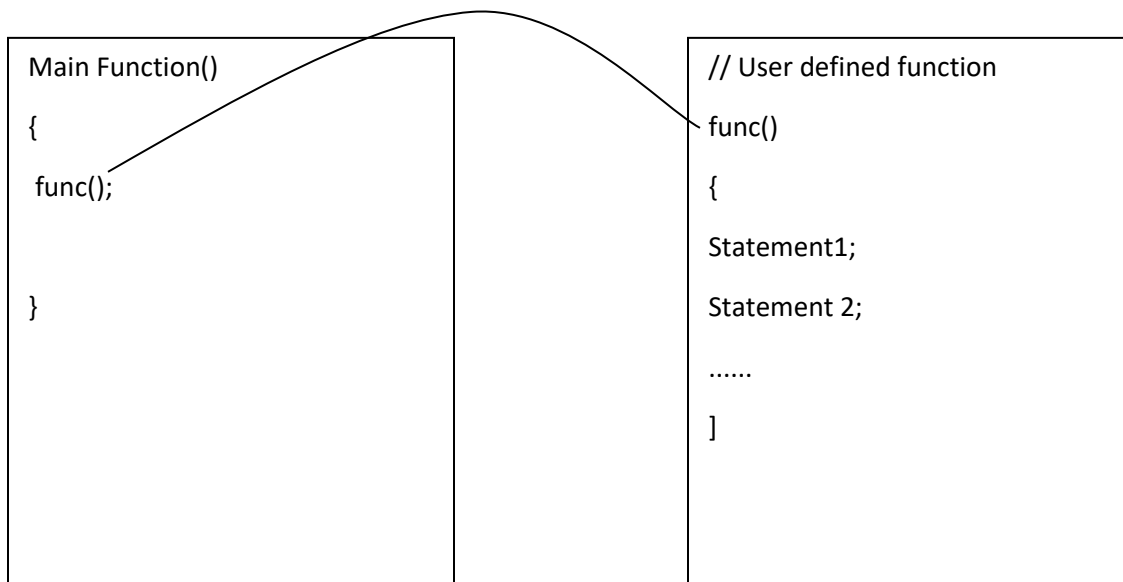 Main Function()
{
func();
}
// User defined function
func()
{
Statement1;
Statement 2;
......
]